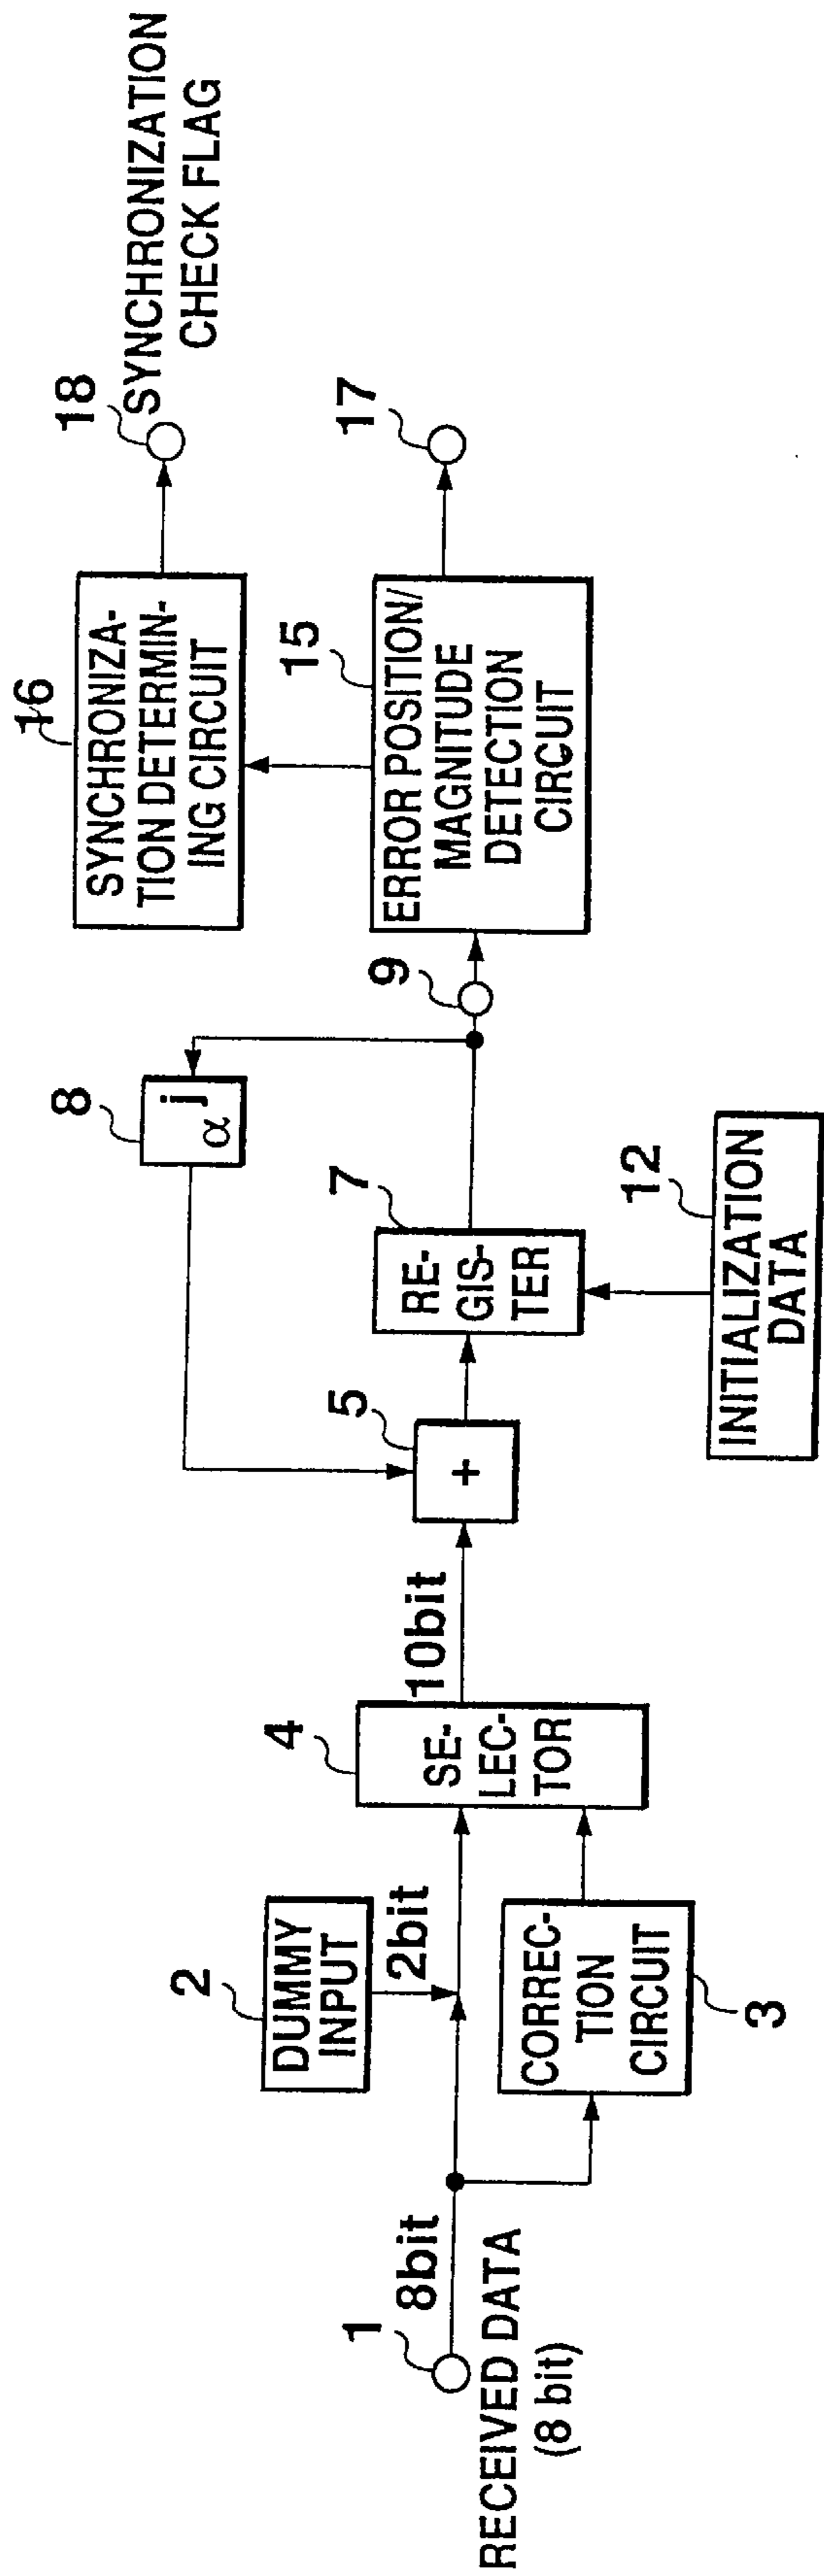 1
8bit
RECEIVED DATA
(8 bit)
2
DUMMY
INPUT
2bit
CORREC-
TION
CIRCUIT
3
4
SE-
LEC-
TOR
10bit
5
+
7
RE-
GIS-
TER
8
α^j
12
INITIALIZATION
DATA
9
15
ERROR POSITION/
MAGNITUDE
DETECTION
CIRCUIT
16
SYNCHRONIZA-
TION DETERMIN-
ING CIRCUIT
17
18
SYNCHRONIZATION
CHECK FLAG